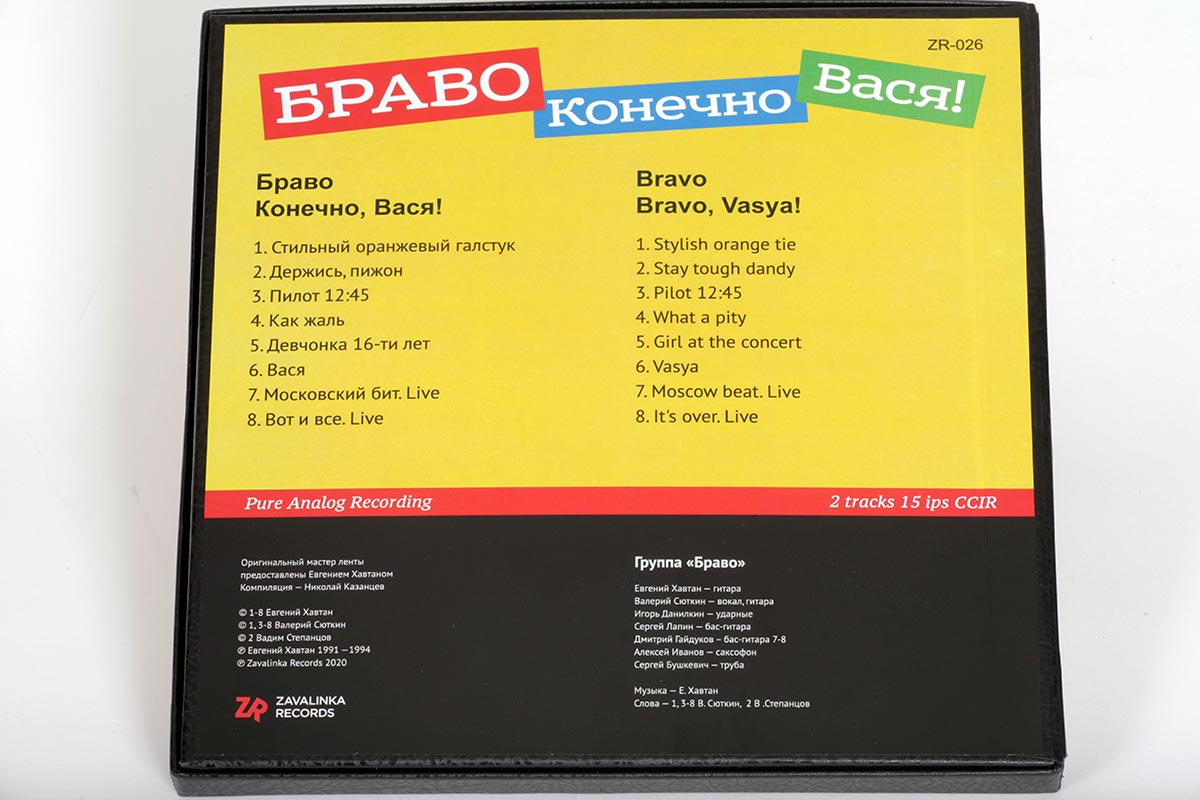 ZR-026
БРАВО Конечно Вася!
Браво
Конечно, Вася!
1. Стильный оранжевый галстук
2. Держись, пижон
3. Пилот 12:45
4. Как жаль
5. Девчонка 16-ти лет
6. Вася
7. Московский бит. Live
8. Вот и все. Live
Bravo
Bravo, Vasya!
1. Stylish orange tie
2. Stay tough dandy
3. Pilot 12:45
4. What a pity
5. Girl at the concert
6. Vasya
7. Moscow beat. Live
8. It's over. Live
Pure Analog Recording
2 tracks 15 ips CCIR
Оригинальный мастер ленты
предоставлены Евгением Хавтаном
Компиляция — Николай Казанцев
© 1-8 Евгений Хавтан
© 1, 3-8 Валерий Сюткин
© 2 Вадим Степанцов
℗ Евгений Хавтан 1991 —1994
℗ Zavalinka Records 2020
ZR ZAVALINKA
RECORDS
Группа «Браво»
Евгений Хавтан — гитара
Валерий Сюткин — вокал, гитара
Игорь Данилкин — ударные
Сергей Лапин — бас-гитара
Дмитрий Гайдуков – бас-гитара 7-8
Алексей Иванов — саксофон
Сергей Бушкевич — труба
Музыка — Е. Хавтан
Слова — 1, 3-8 В. Сюткин, 2 В .Степанцов